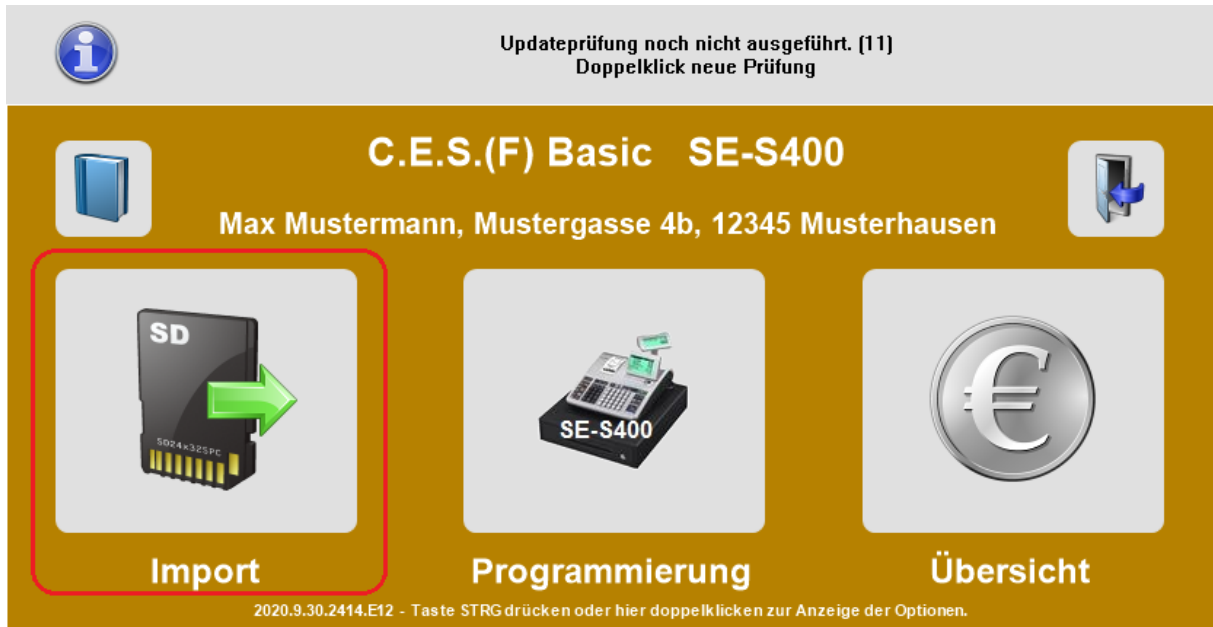 Updateprüfung noch nicht ausgeführt. (11)
Doppelklick neue Prüfung
C.E.S.(F) Basic SE-S400
Max Mustermann, Mustergasse 4b, 12345 Musterhausen
SD
SD24x32SPC
SE-S400
Import
Programmierung
Übersicht
2020.9.30.2414.E12 - Taste STRG drücken oder hier doppelklicken zur Anzeige der Optionen.